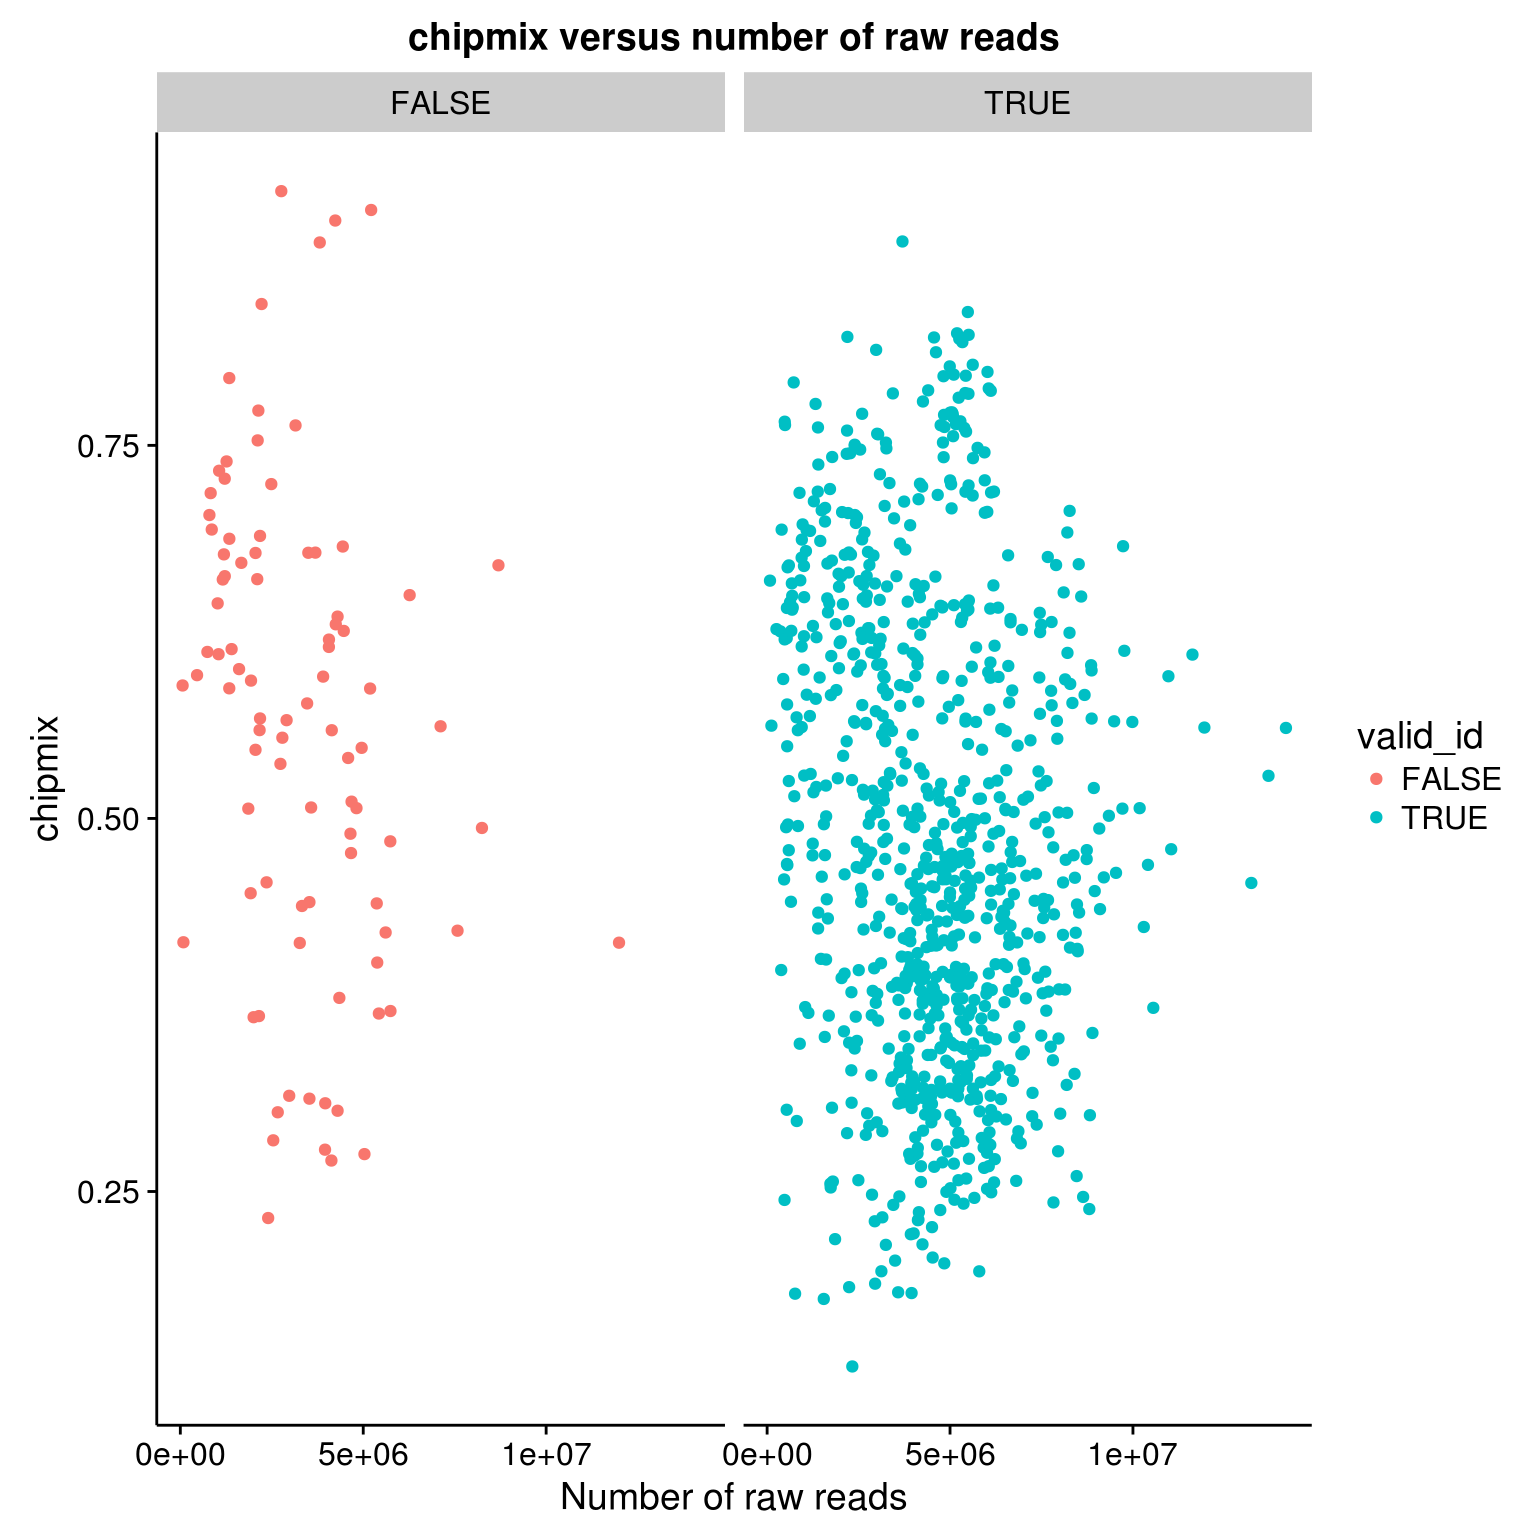 chipmix versus number of raw reads
FALSE
TRUE
chipmix
0.75
0.50
0.25
0e+00
5e+06
1e+07
0e+00
5e+06
1e+07
Number of raw reads
valid_id
FALSE
TRUE